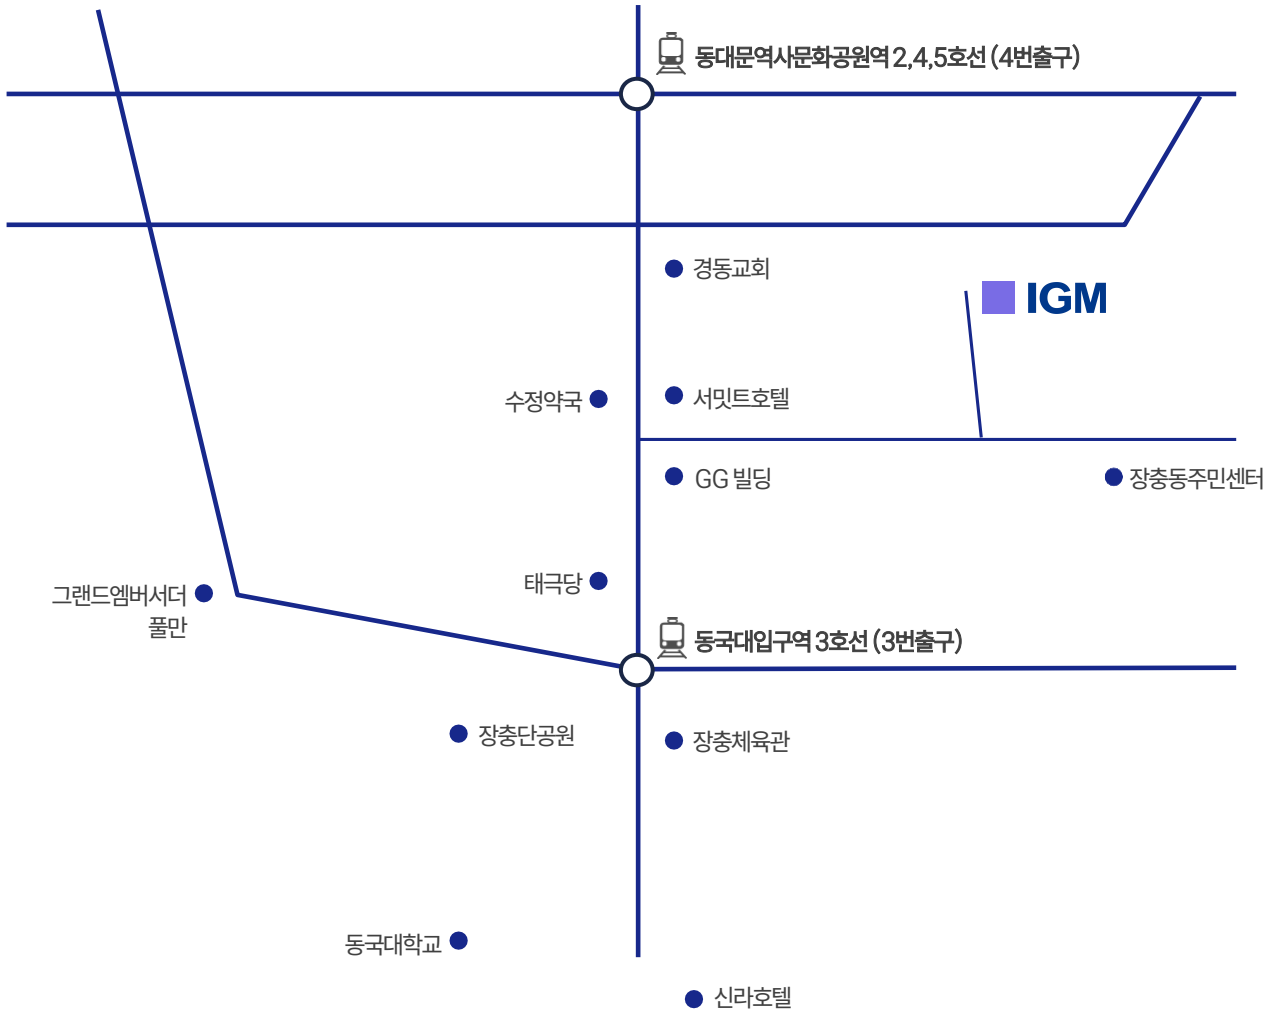 동대문역사문화공원역 2,4,5호선 (4번출구)
경동교회
IGM
수정약국
서밋트호텔
GG 빌딩
장충동주민센터
태극당
그랜드엠버서더
풀만
동국대입구역 3호선 (3번출구)
장충단공원
장충체육관
동국대학교
신라호텔